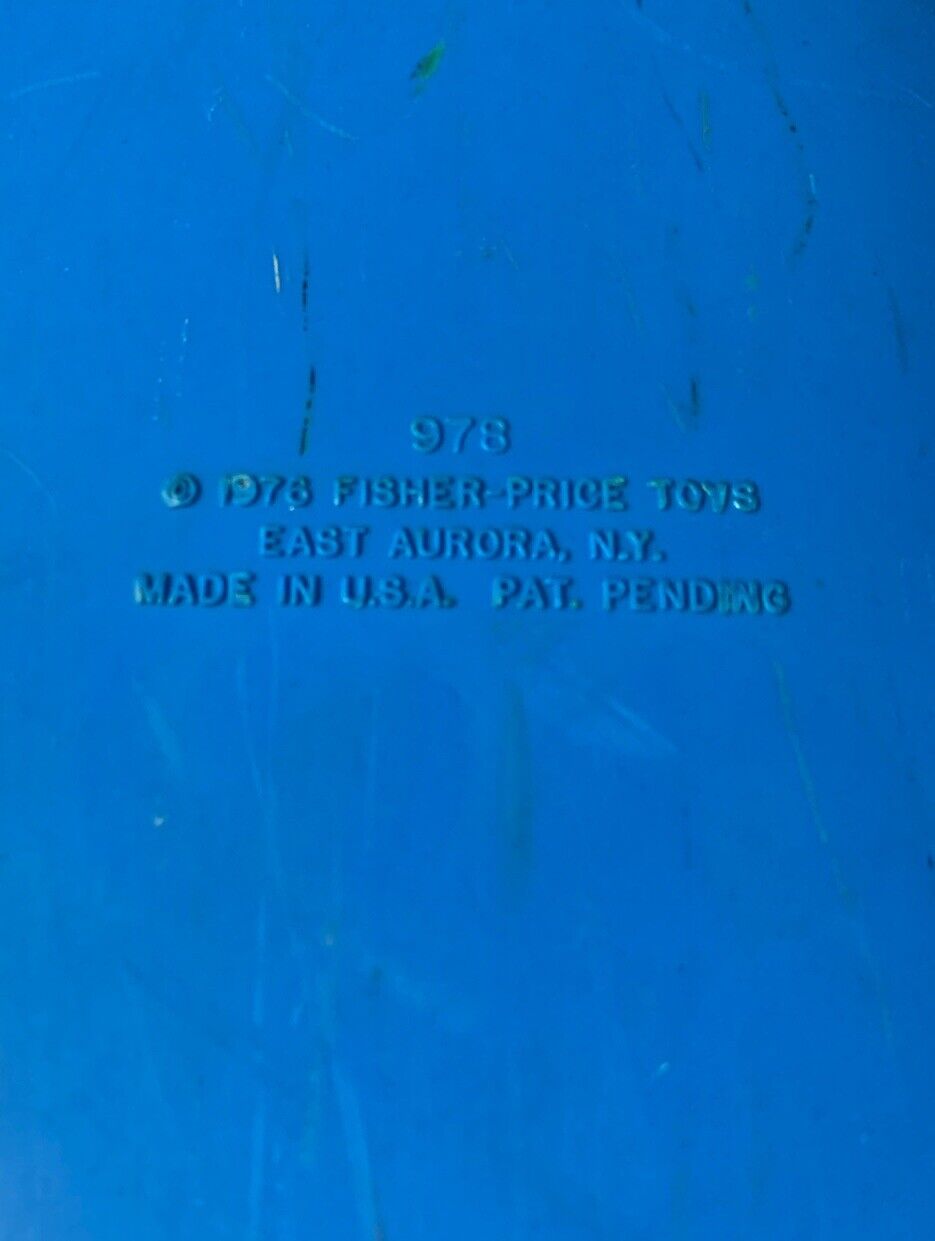 978
© 1976 FISHER-PRICE TOYS
EAST AURORA, N.Y.
MADE IN U.S.A. PAT. PENDING